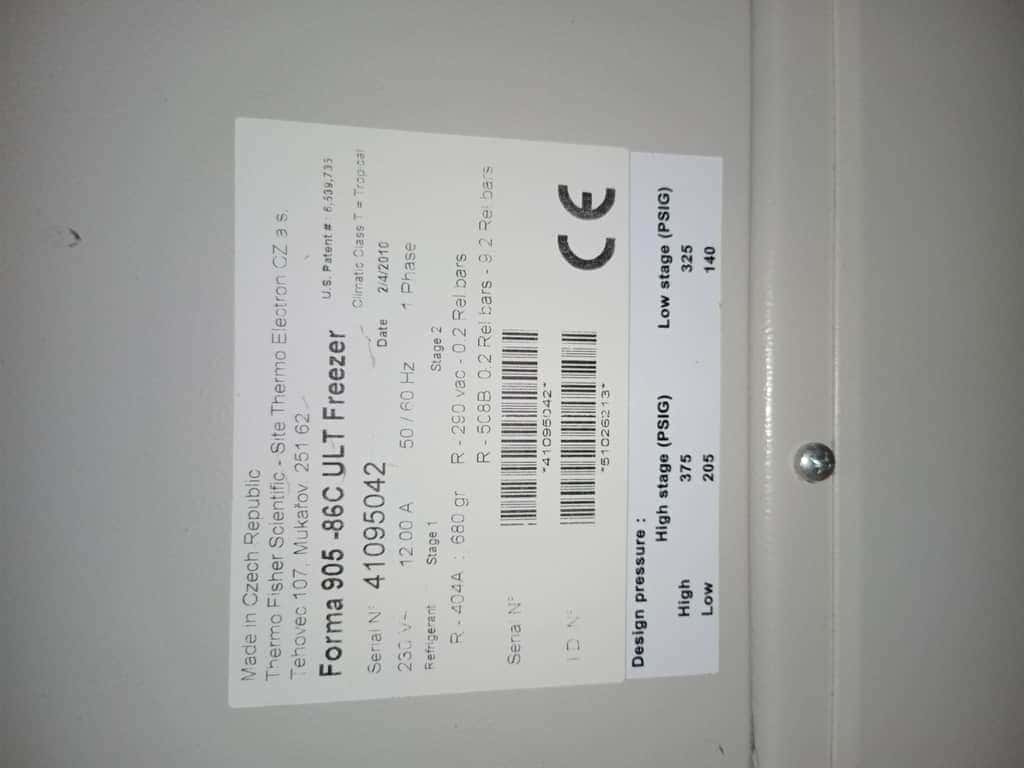 Made in Czech Republic
Thermo Fisher Scientific - Site Thermo Electron CZ a s.
Tehovec 107, Mukařov 251 62
Forma 905 -86C ULT Freezer U.S. Patent #: 6,539,735
Serial N° 41095042 Climatic Class T = Tropical
Date 2/4/2010
230 V~ 12.00 A 50 / 60 Hz 1 Phase
Refrigerant Stage 1 Stage 2
R - 404A : 680 gr R - 290 vac - 0.2 Rel bars
R - 508B 0.2 Rel bars - 9.2 Rel bars
Serial N°
*41095042*
I D N°
*51026213*
CE
Design pressure :
High stage (PSIG) Low stage (PSIG)
High 375 325
Low 205 140